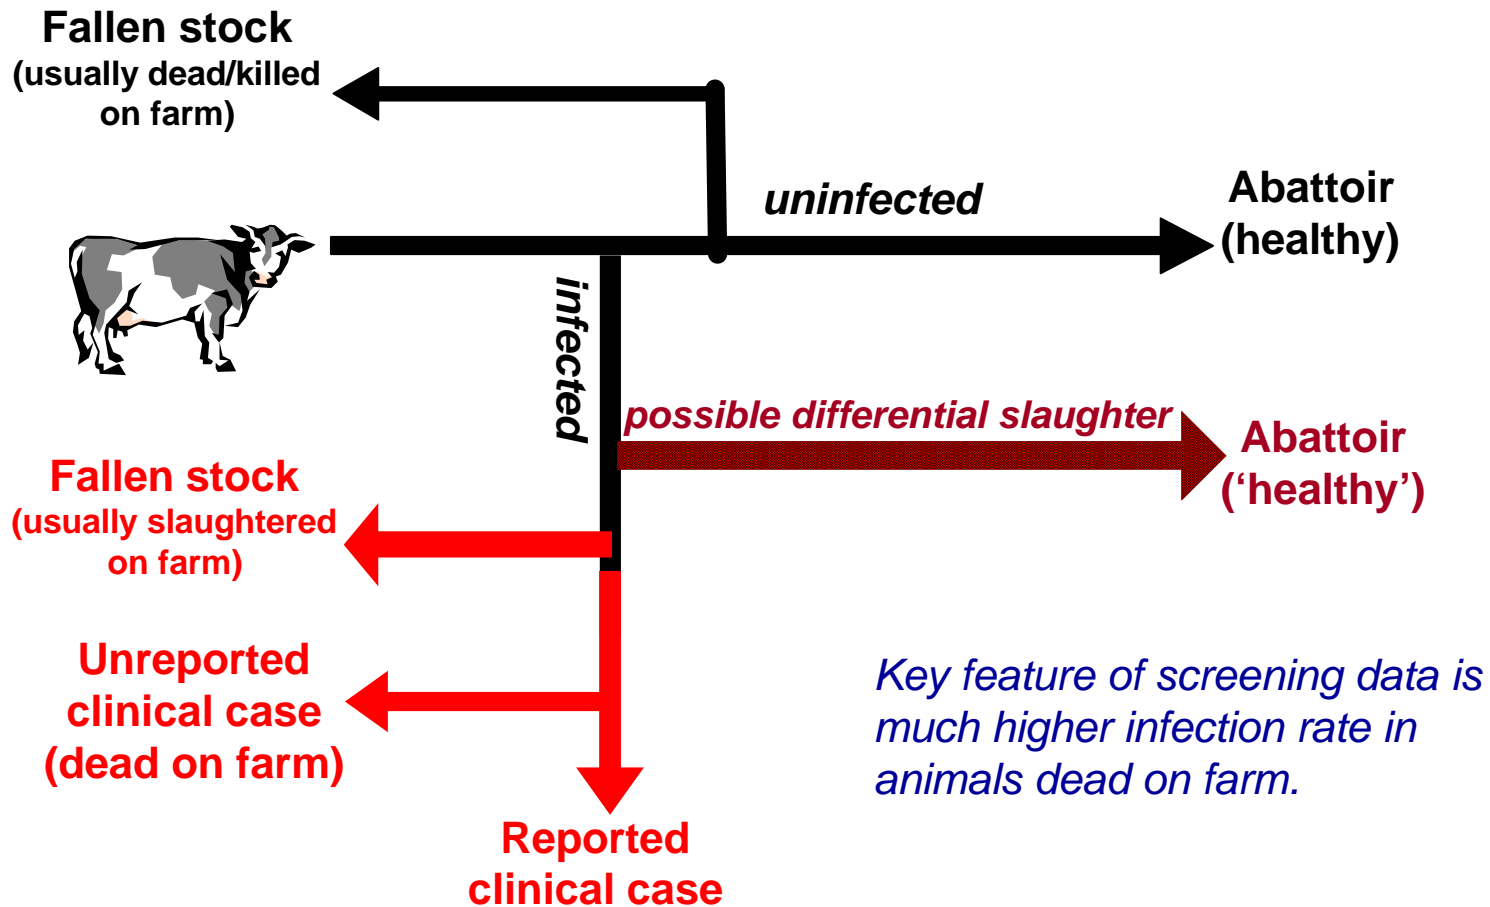 Fallen stock
(usually dead/killed
on farm)
uninfected
Abattoir
(healthy)
infected
possible differential slaughter
Abattoir
(‘healthy’)
Fallen stock
(usually slaughtered
on farm)
Unreported
clinical case
(dead on farm)
Key feature of screening data is
much higher infection rate in
animals dead on farm.
Reported
clinical case